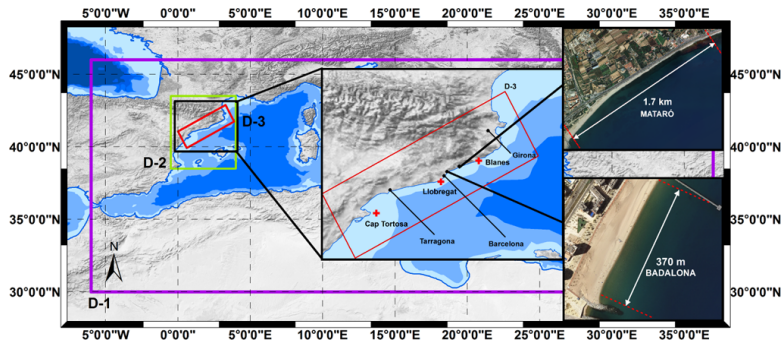 5°0'0"W 0°0'0" 5°0'0"E 10°0'0"E 15°0'0"E 20°0'0"E 25°0'0"E 30°0'0"E 35°0'0"E
45°0'0"N
40°0'0"N
35°0'0"N
30°0'0"N
D-3
D-2
N
D-1
D-3
Girona
Blanes
Llobregat
Cap Tortosa
Tarragona
Barcelona
1.7 km
MATARÓ
370 m
BADALONA
45°0'0"N
40°0'0"N
35°0'0"N
30°0'0"N
5°0'0"W 0°0'0" 5°0'0"E 10°0'0"E 15°0'0"E 20°0'0"E 25°0'0"E 30°0'0"E 35°0'0"E